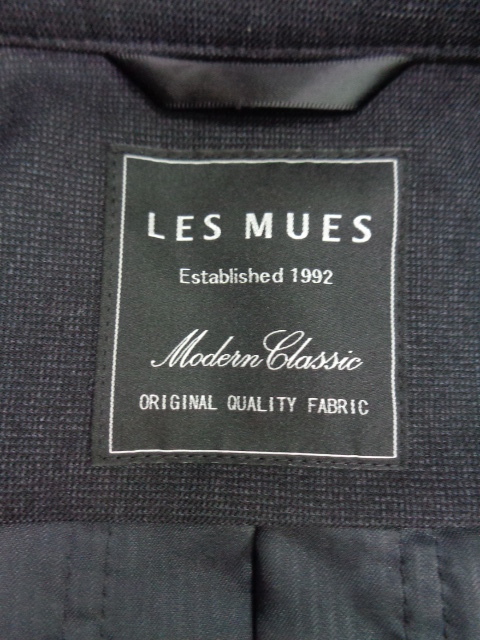 LES MUES
Established 1992
Modern Classic
ORIGINAL QUALITY FABRIC